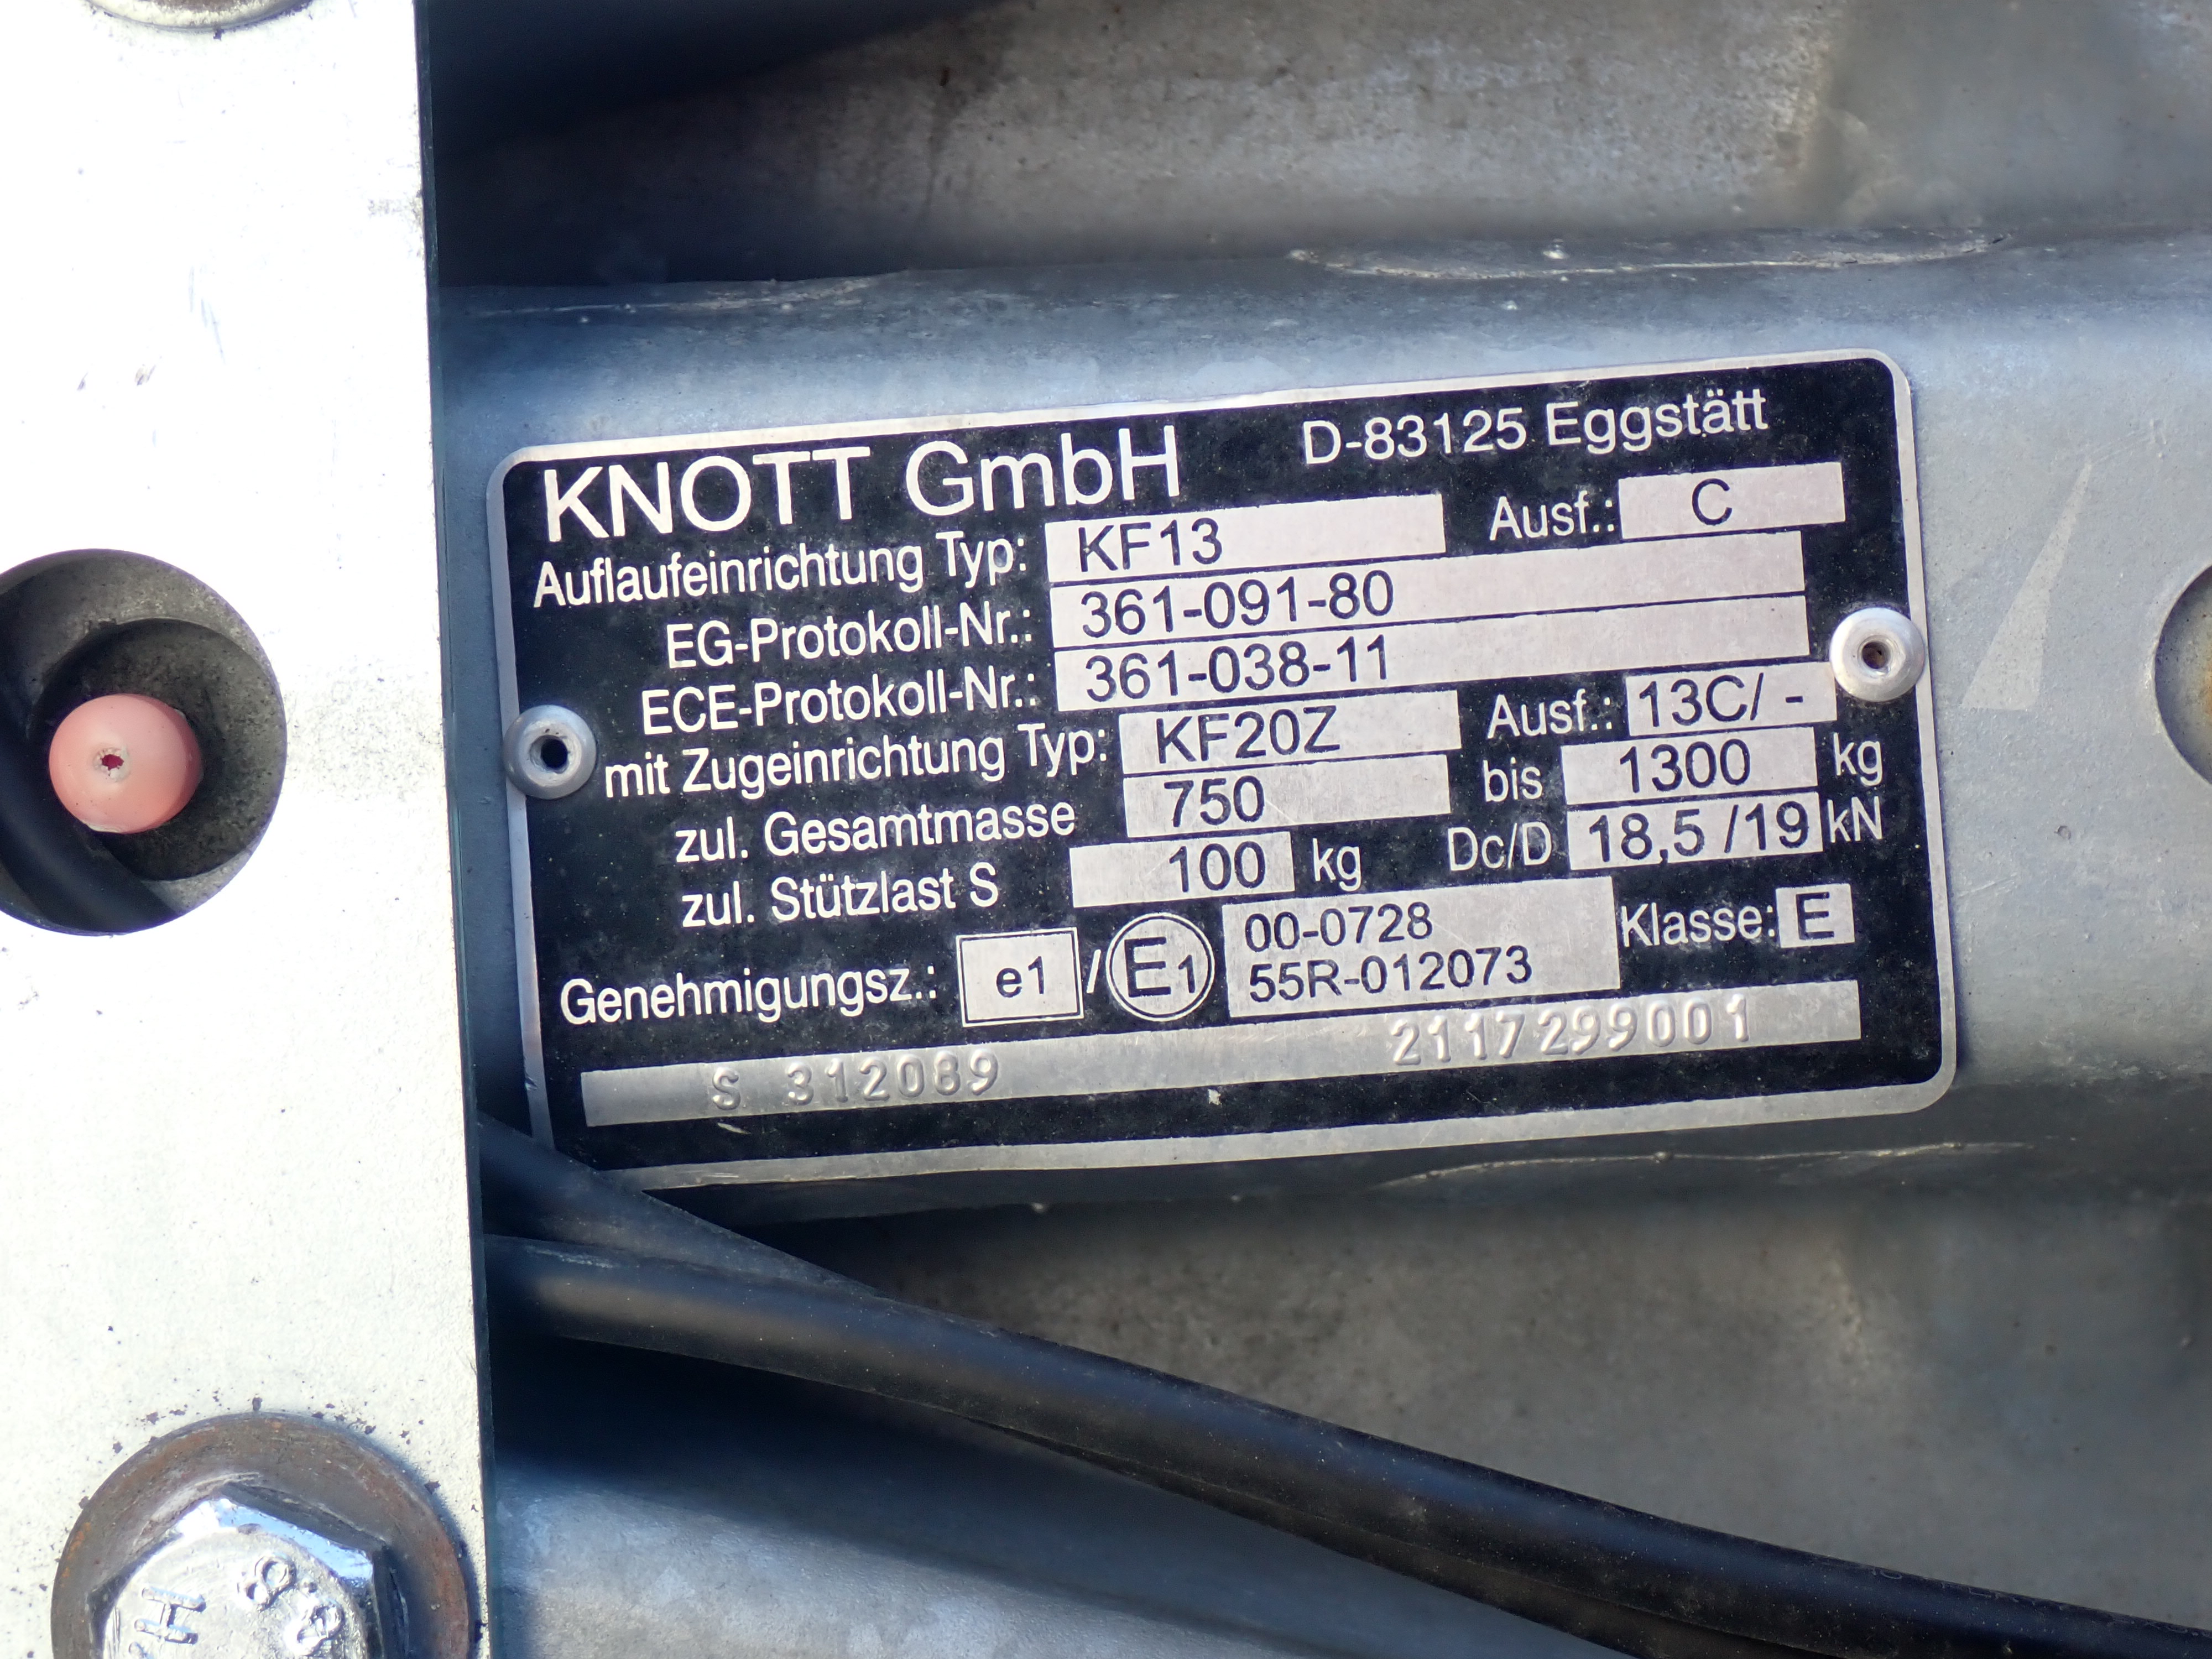 KNOTT GmbH D-83125 Eggstätt
Auflaufeinrichtung Typ: KF13 Ausf.: C
EG-Protokoll-Nr.: 361-091-80
ECE-Protokoll-Nr.: 361-038-11
mit Zugeinrichtung Typ: KF20Z Ausf.: 13C/ -
zul. Gesamtmasse 750 bis 1300 kg
zul. Stützlast S 100 kg Dc/D 18,5 /19 kN
Genehmigungsz.: e1 / E1 00-0728 Klasse: E
55R-012073
S 312089 2117299001
H 8.8